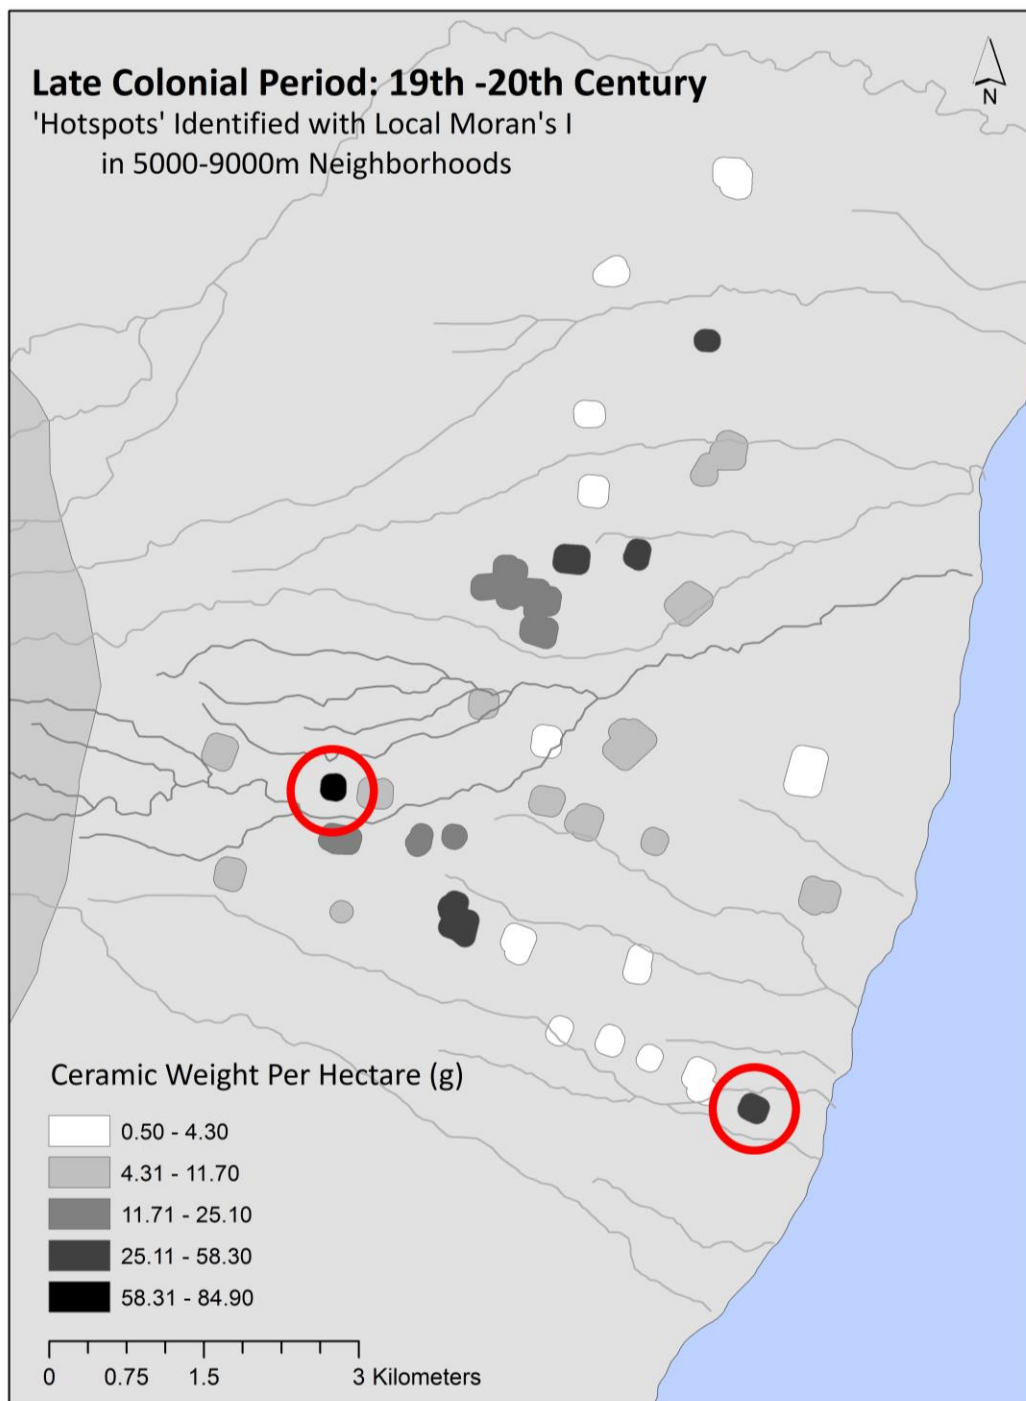 Late Colonial Period: 19th -20th Century
'Hotspots' Identified with Local Moran's I
in 5000-9000m Neighborhoods
N
Ceramic Weight Per Hectare (g)
0.50 - 4.30
4.31 - 11.70
11.71 - 25.10
25.11 - 58.30
58.31 - 84.90
0 0.75 1.5 3 Kilometers